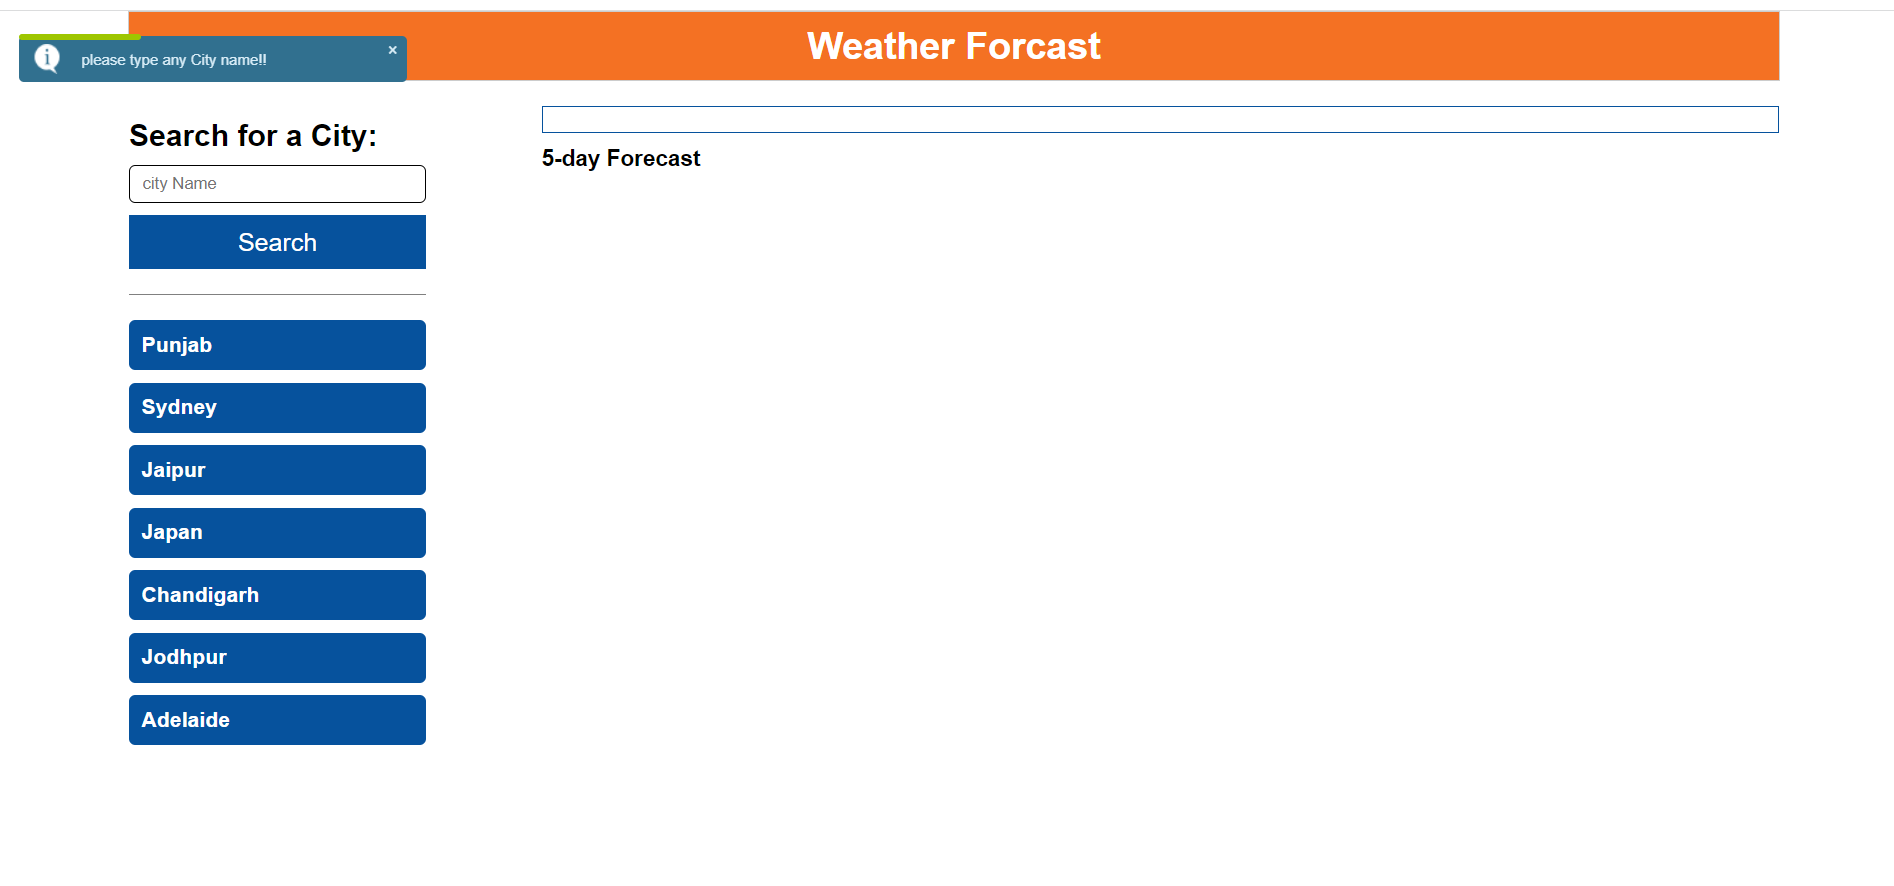 Weather Forcast
please type any City name!!
×
Search for a City:
city Name
Search
Punjab
Sydney
Jaipur
Japan
Chandigarh
Jodhpur
Adelaide
5-day Forecast